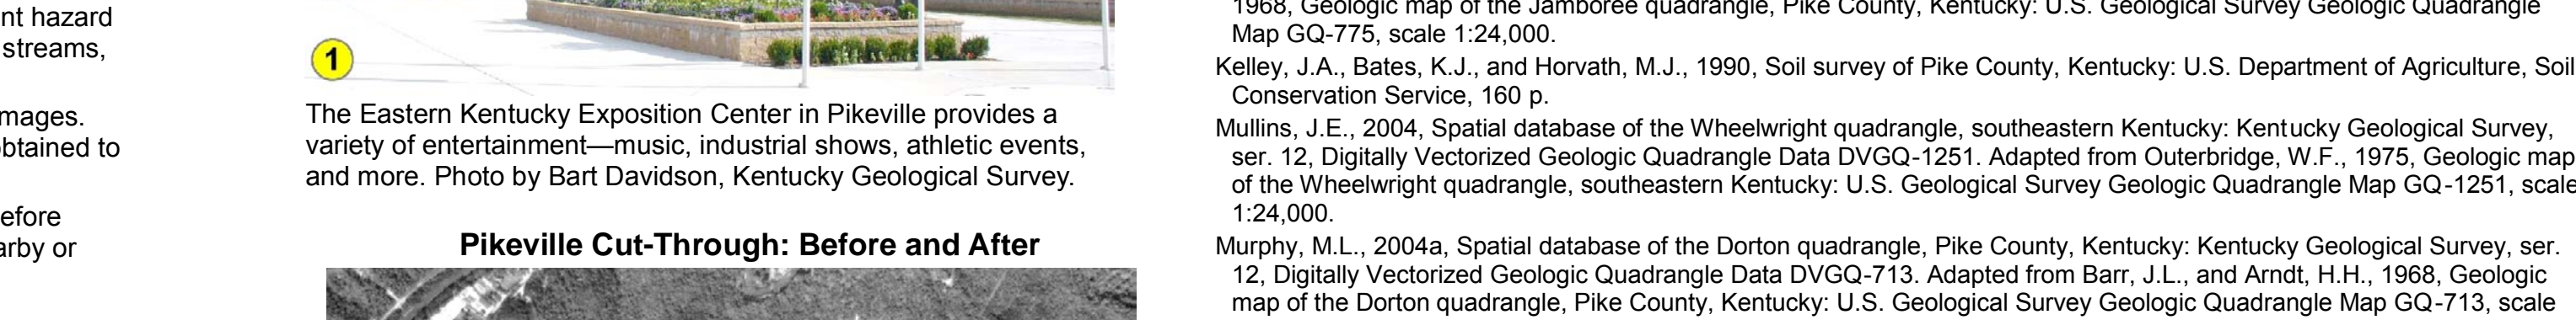 nt hazard
streams,
mages.
btained to
efore
arby or
1
The Eastern Kentucky Exposition Center in Pikeville provides a
variety of entertainment—music, industrial shows, athletic events,
and more. Photo by Bart Davidson, Kentucky Geological Survey.
Pikeville Cut-Through: Before and After
1968, Geologic map of the Jamboree quadrangle, Pike County, Kentucky: U.S. Geological Survey Geologic Quadrangle
Map GQ-775, scale 1:24,000.
Kelley, J.A., Bates, K.J., and Horvath, M.J., 1990, Soil survey of Pike County, Kentucky: U.S. Department of Agriculture, Soil
Conservation Service, 160 p.
Mullins, J.E., 2004, Spatial database of the Wheelwright quadrangle, southeastern Kentucky: Kentucky Geological Survey,
ser. 12, Digitally Vectorized Geologic Quadrangle Data DVGQ-1251. Adapted from Outerbridge, W.F., 1975, Geologic map
of the Wheelwright quadrangle, southeastern Kentucky: U.S. Geological Survey Geologic Quadrangle Map GQ-1251, scale
1:24,000.
Murphy, M.L., 2004a, Spatial database of the Dorton quadrangle, Pike County, Kentucky: Kentucky Geological Survey, ser.
12, Digitally Vectorized Geologic Quadrangle Data DVGQ-713. Adapted from Barr, J.L., and Arndt, H.H., 1968, Geologic
map of the Dorton quadrangle, Pike County, Kentucky: U.S. Geological Survey Geologic Quadrangle Map GQ-713, scale